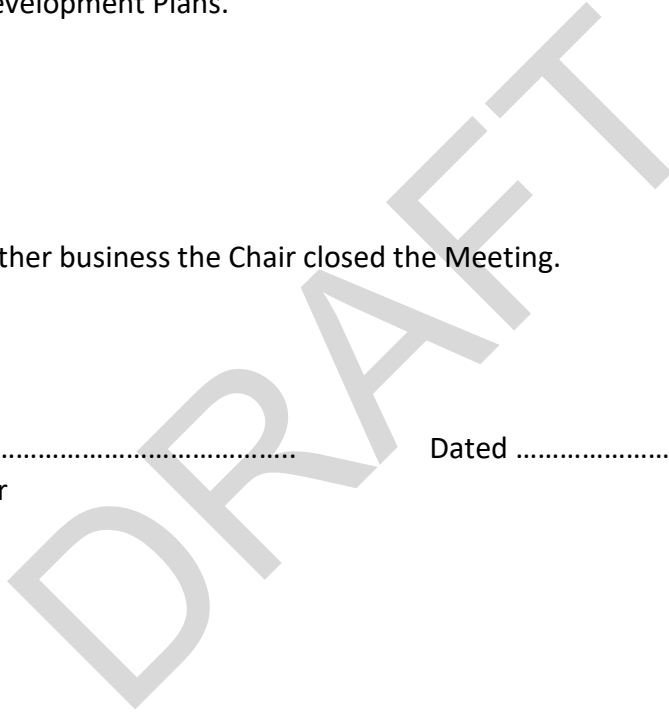 evelopment Plans.
ther business the Chair closed the Meeting.
…………………………………….. Dated …………………
r
DRAFT